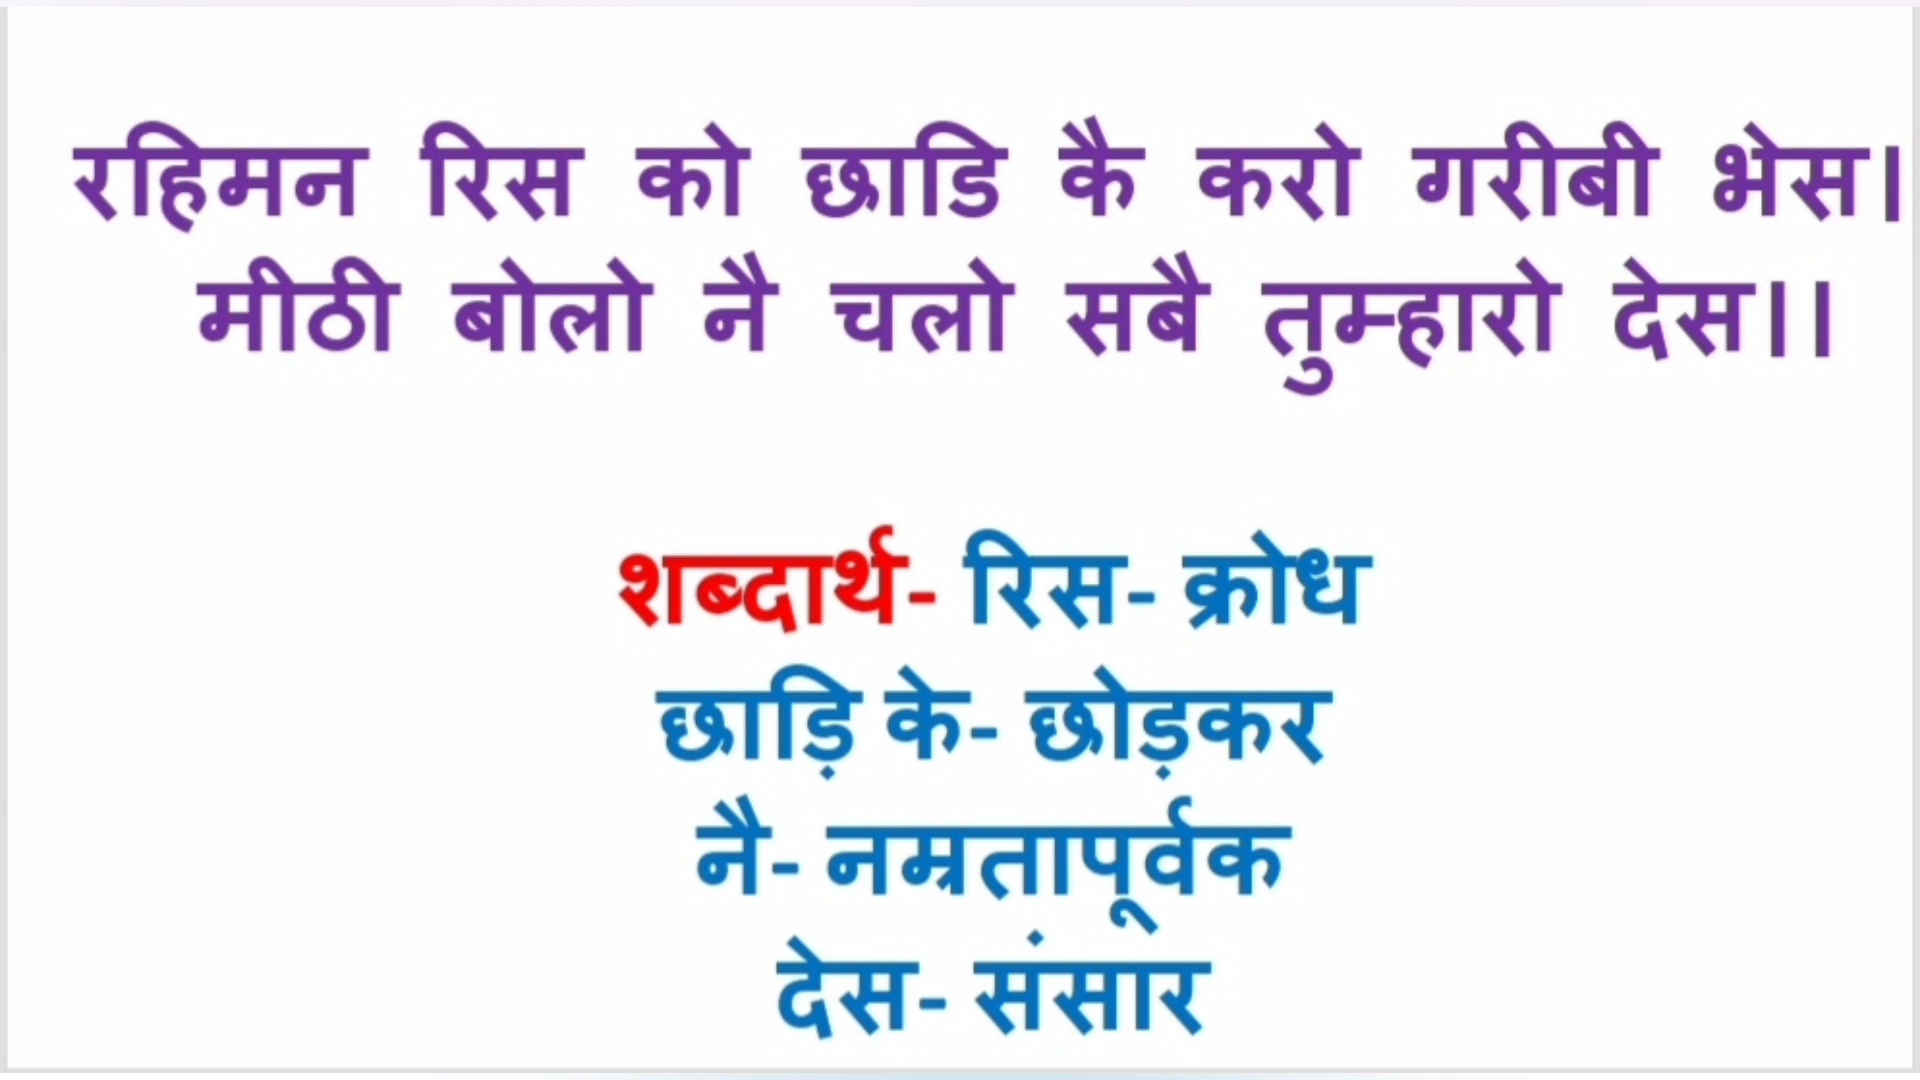 रहिमन रिस को छाडि कै करो गरीबी भेस।
मीठी बोलो नै चलो सबै तुम्हारो देस।।
शब्दार्थ- रिस- क्रोध
छाड़ि के- छोड़कर
नै- नम्रतापूर्वक
देस- संसार